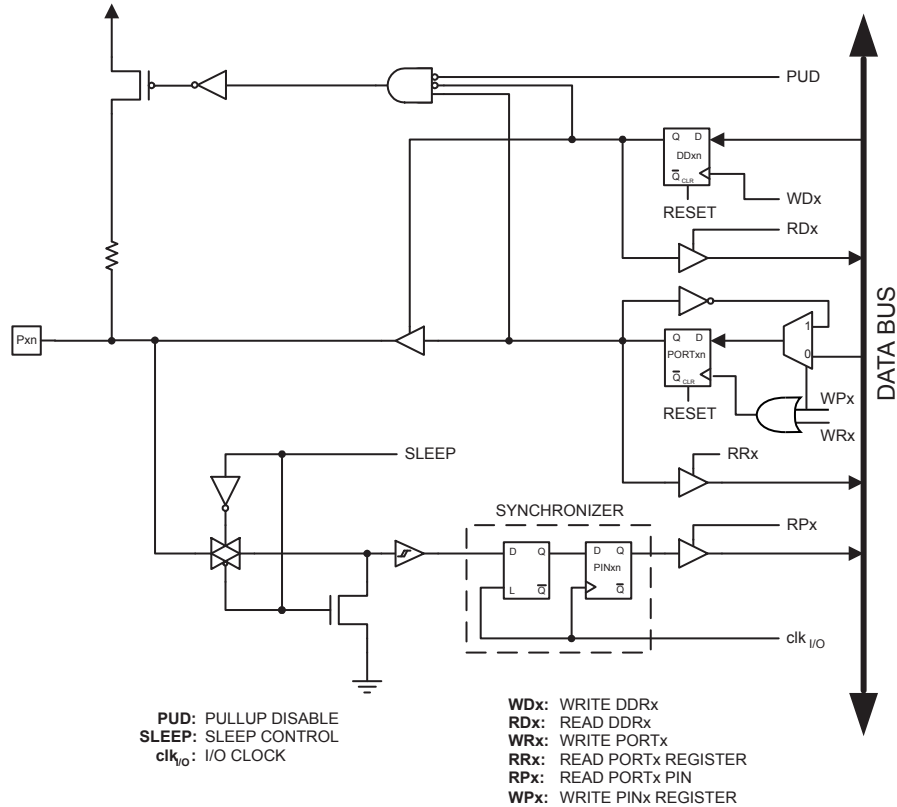 PUD
Q D
DDxn
Q CLR
WDx
RESET
RDx
DATA BUS
Pxn
1
Q D
PORTxn
0
Q CLR
WPx
RESET
WRx
SLEEP
RRx
SYNCHRONIZER
RPx
D Q
D Q
PINxn
L Q
Q
clk I/O
PUD: PULLUP DISABLE
SLEEP: SLEEP CONTROL
clkI/O: I/O CLOCK
WDx: WRITE DDRx
RDx: READ DDRx
WRx: WRITE PORTx
RRx: READ PORTx REGISTER
RPx: READ PORTx PIN
WPx: WRITE PINx REGISTER